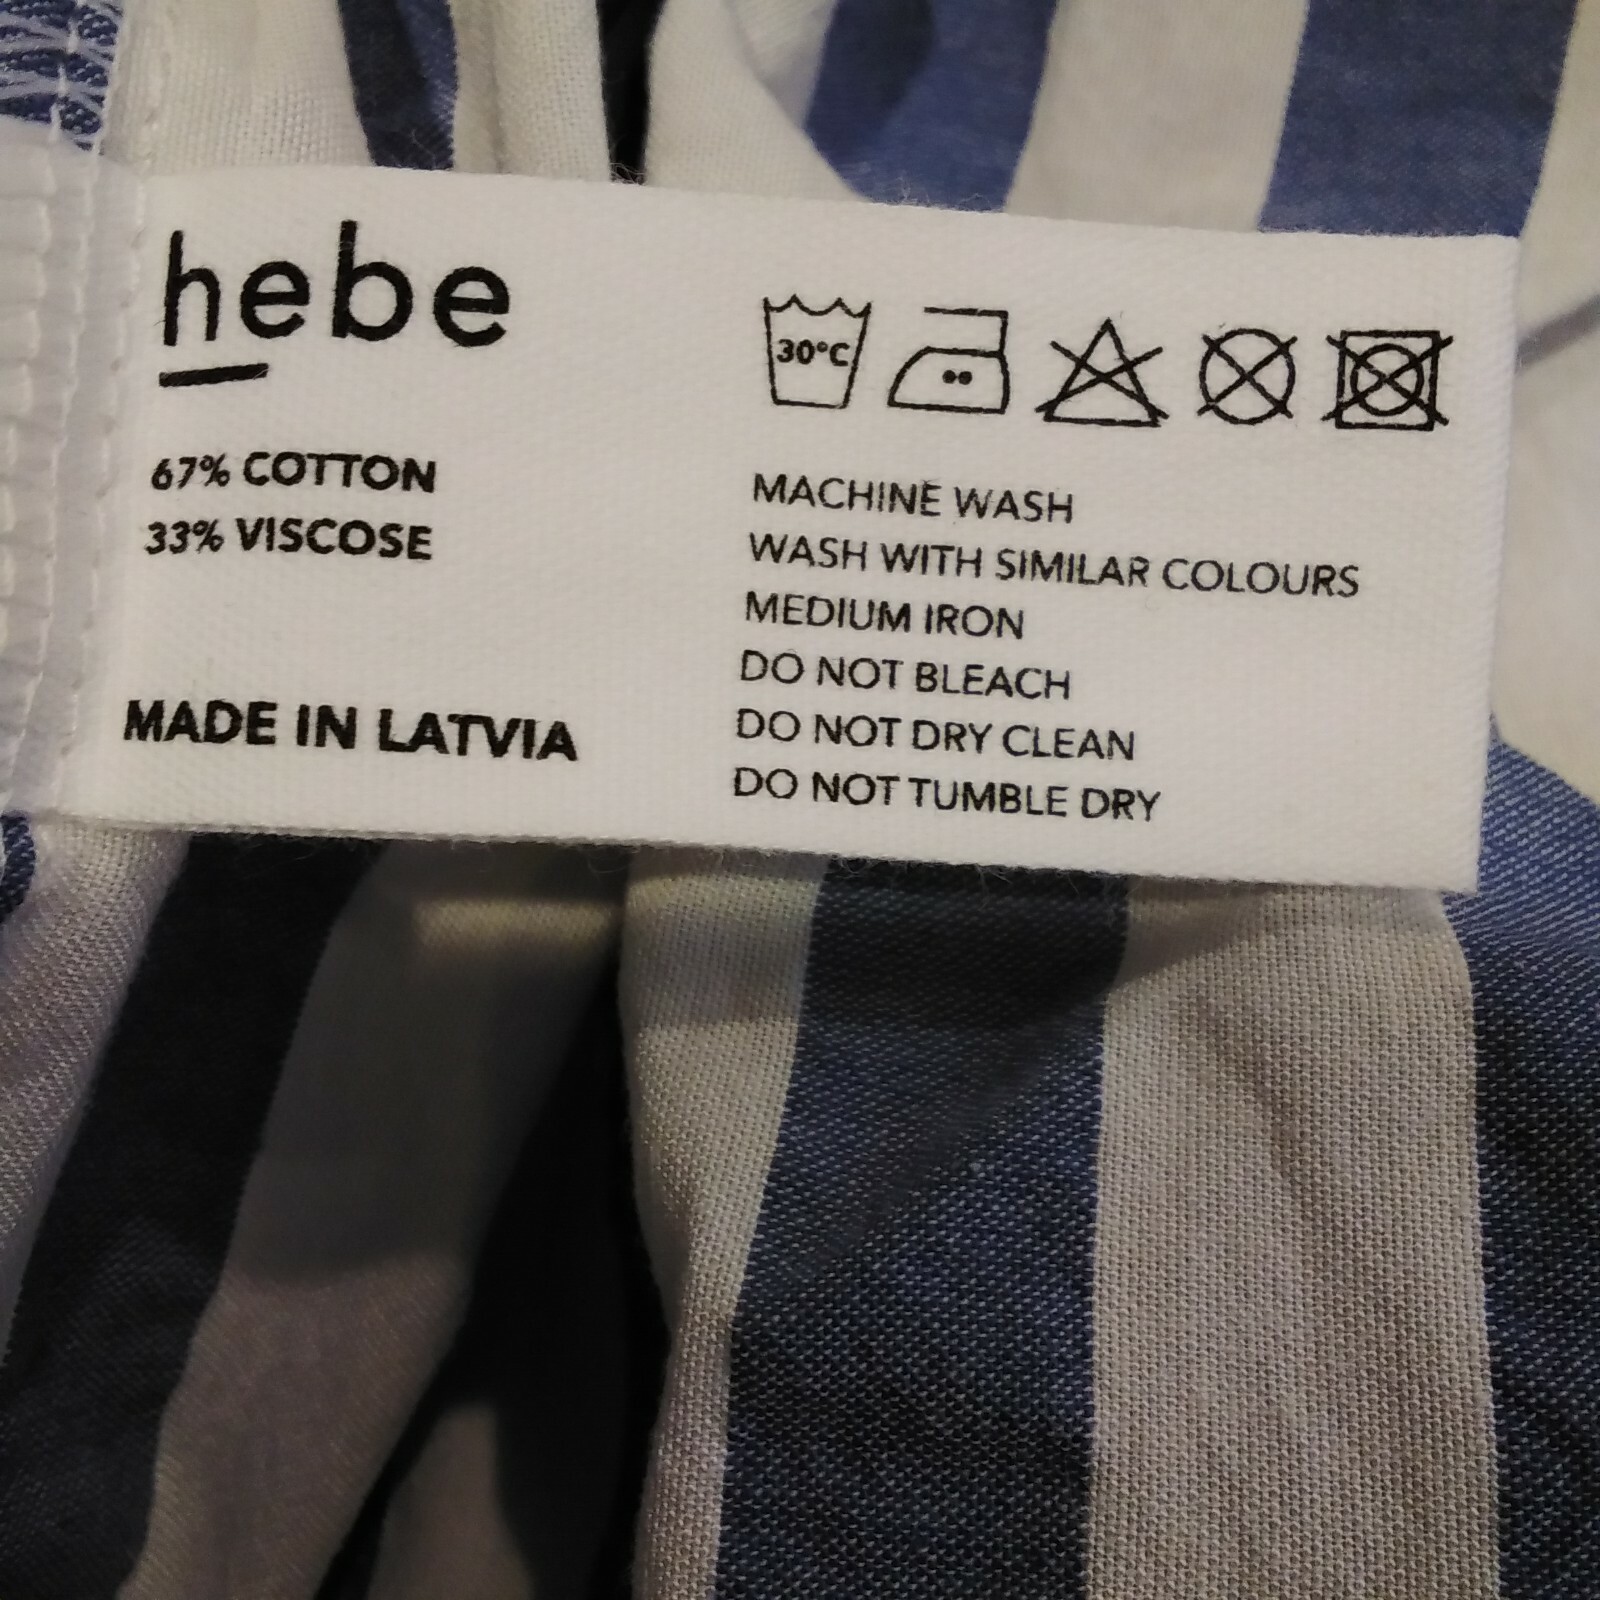 hebe
67% COTTON
33% VISCOSE
MADE IN LATVIA
30°C
MACHINE WASH
WASH WITH SIMILAR COLOURS
MEDIUM IRON
DO NOT BLEACH
DO NOT DRY CLEAN
DO NOT TUMBLE DRY